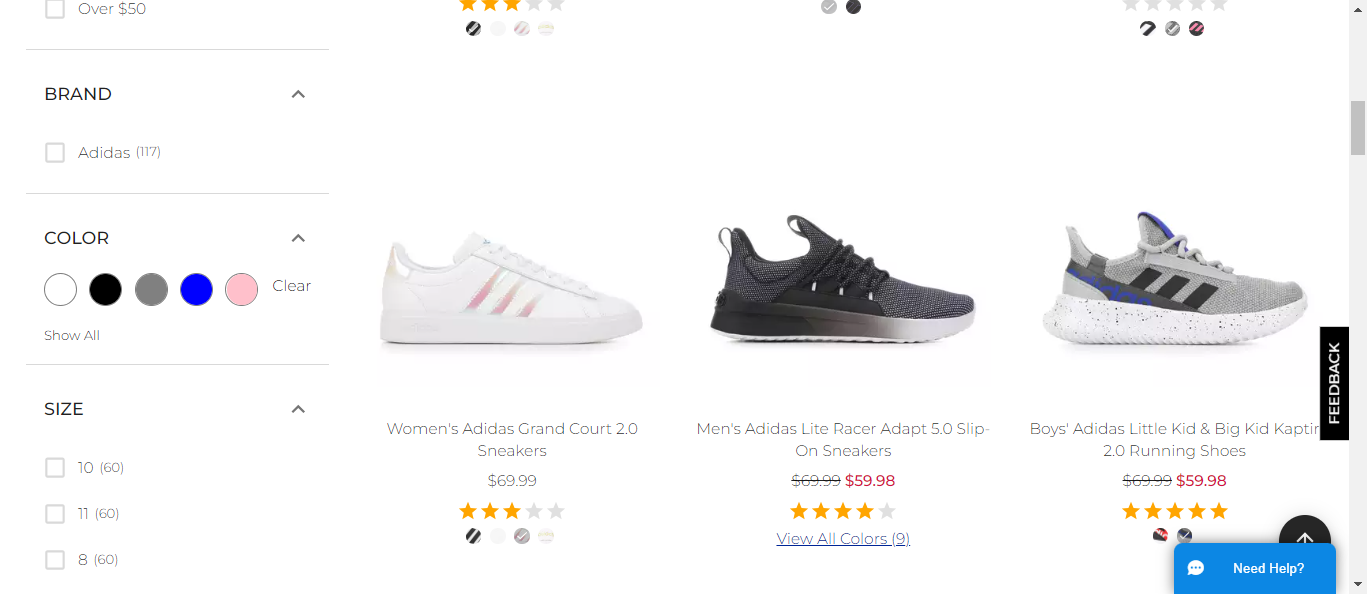 Over $50
BRAND
Adidas (117)
COLOR
Clear
Show All
SIZE
10 (60)
11 (60)
8 (60)
Women's Adidas Grand Court 2.0
Sneakers
$69.99
Men's Adidas Lite Racer Adapt 5.0 Slip-
On Sneakers
$69.99 $59.98
View All Colors (9)
Boys' Adidas Little Kid & Big Kid Kaptir
2.0 Running Shoes
$69.99 $59.98
FEEDBACK
Need Help?